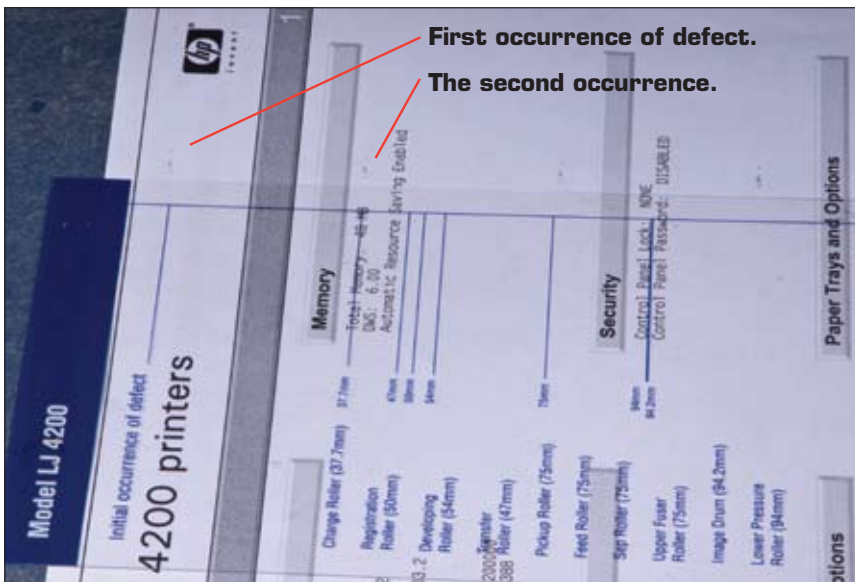 First occurrence of defect.
The second occurrence.
hp
invent
1
Model LJ 4200
Initial occurrence of defect
4200 printers
Memory
Total Memory: 48 MB
DWS: 6.00
Automatic Resource Saving Enabled
Security
Control Panel Lock: NONE
Control Panel Password: DISABLED
Paper Trays and Options
37.7mm
47mm
50mm
54mm
75mm
94mm
94.2mm
Charge Roller (37.7mm)
Registration
Roller (50mm)
Developing
Roller (54mm)
Transfer
Roller (47mm)
Pickup Roller (75mm)
Feed Roller (75mm)
Sep Roller (75mm)
Upper Fuser
Roller (75mm)
Image Drum (94.2mm)
Lower Pressure
Roller (94mm)